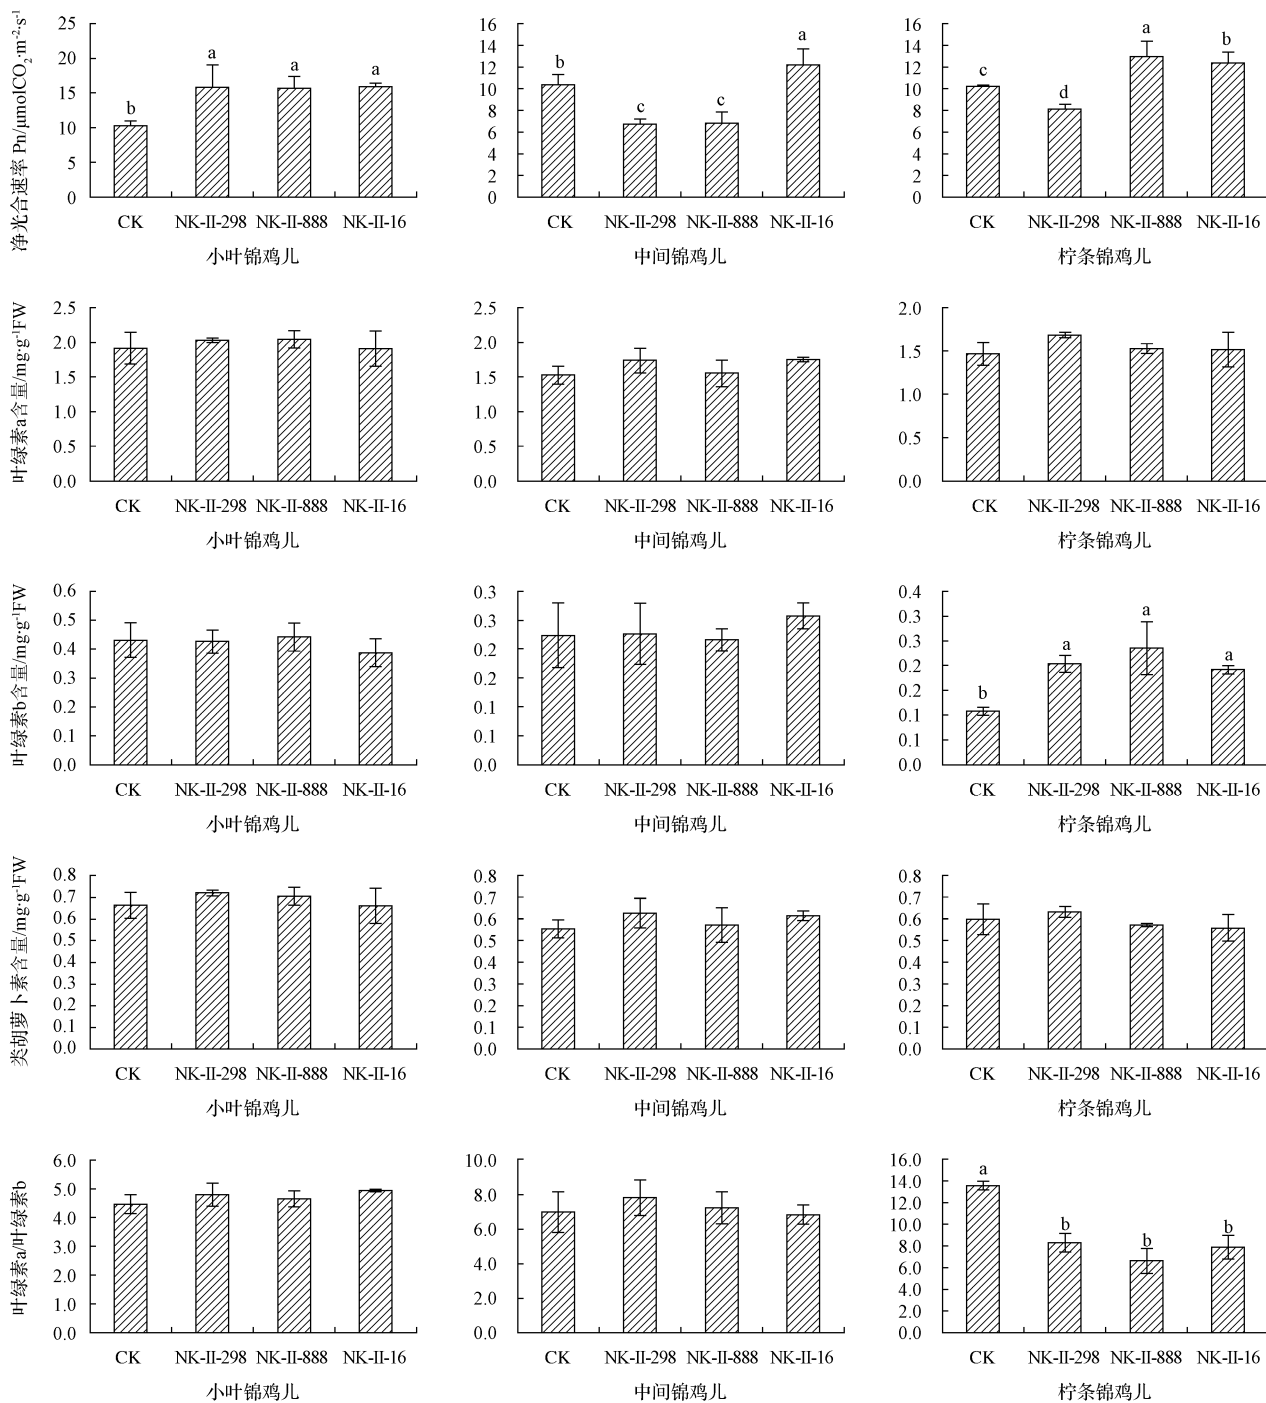 净光合速率 Pn/μmolCO₂·m⁻²·s⁻¹
25
20
15
10
5
0
b
a
a
a
CK NK-II-298 NK-II-888 NK-II-16
小叶锦鸡儿
16
14
12
10
8
6
4
2
0
b
c
c
a
CK NK-II-298 NK-II-888 NK-II-16
中间锦鸡儿
16
14
12
10
8
6
4
2
0
c
d
a
b
CK NK-II-298 NK-II-888 NK-II-16
柠条锦鸡儿
叶绿素a含量/mg·g⁻¹FW
2.5
2.0
1.5
1.0
0.5
0.0
CK NK-II-298 NK-II-888 NK-II-16
小叶锦鸡儿
2.5
2.0
1.5
1.0
0.5
0.0
CK NK-II-298 NK-II-888 NK-II-16
中间锦鸡儿
2.0
1.5
1.0
0.5
0.0
CK NK-II-298 NK-II-888 NK-II-16
柠条锦鸡儿
叶绿素b含量/mg·g⁻¹FW
0.6
0.5
0.4
0.3
0.2
0.1
0.0
CK NK-II-298 NK-II-888 NK-II-16
小叶锦鸡儿
0.3
0.3
0.2
0.2
0.1
0.1
0.0
CK NK-II-298 NK-II-888 NK-II-16
中间锦鸡儿
0.4
0.3
0.3
0.2
0.2
0.1
0.1
0.0
b
a
a
a
CK NK-II-298 NK-II-888 NK-II-16
柠条锦鸡儿
类胡萝卜素含量/mg·g⁻¹FW
0.8
0.7
0.6
0.5
0.4
0.3
0.2
0.1
0.0
CK NK-II-298 NK-II-888 NK-II-16
小叶锦鸡儿
0.8
0.7
0.6
0.5
0.4
0.3
0.2
0.1
0.0
CK NK-II-298 NK-II-888 NK-II-16
中间锦鸡儿
0.8
0.7
0.6
0.5
0.4
0.3
0.2
0.1
0.0
CK NK-II-298 NK-II-888 NK-II-16
柠条锦鸡儿
叶绿素a/叶绿素b
6.0
5.0
4.0
3.0
2.0
1.0
0.0
CK NK-II-298 NK-II-888 NK-II-16
小叶锦鸡儿
10.0
8.0
6.0
4.0
2.0
0.0
CK NK-II-298 NK-II-888 NK-II-16
中间锦鸡儿
16.0
14.0
12.0
10.0
8.0
6.0
4.0
2.0
0.0
a
b
b
b
CK NK-II-298 NK-II-888 NK-II-16
柠条锦鸡儿